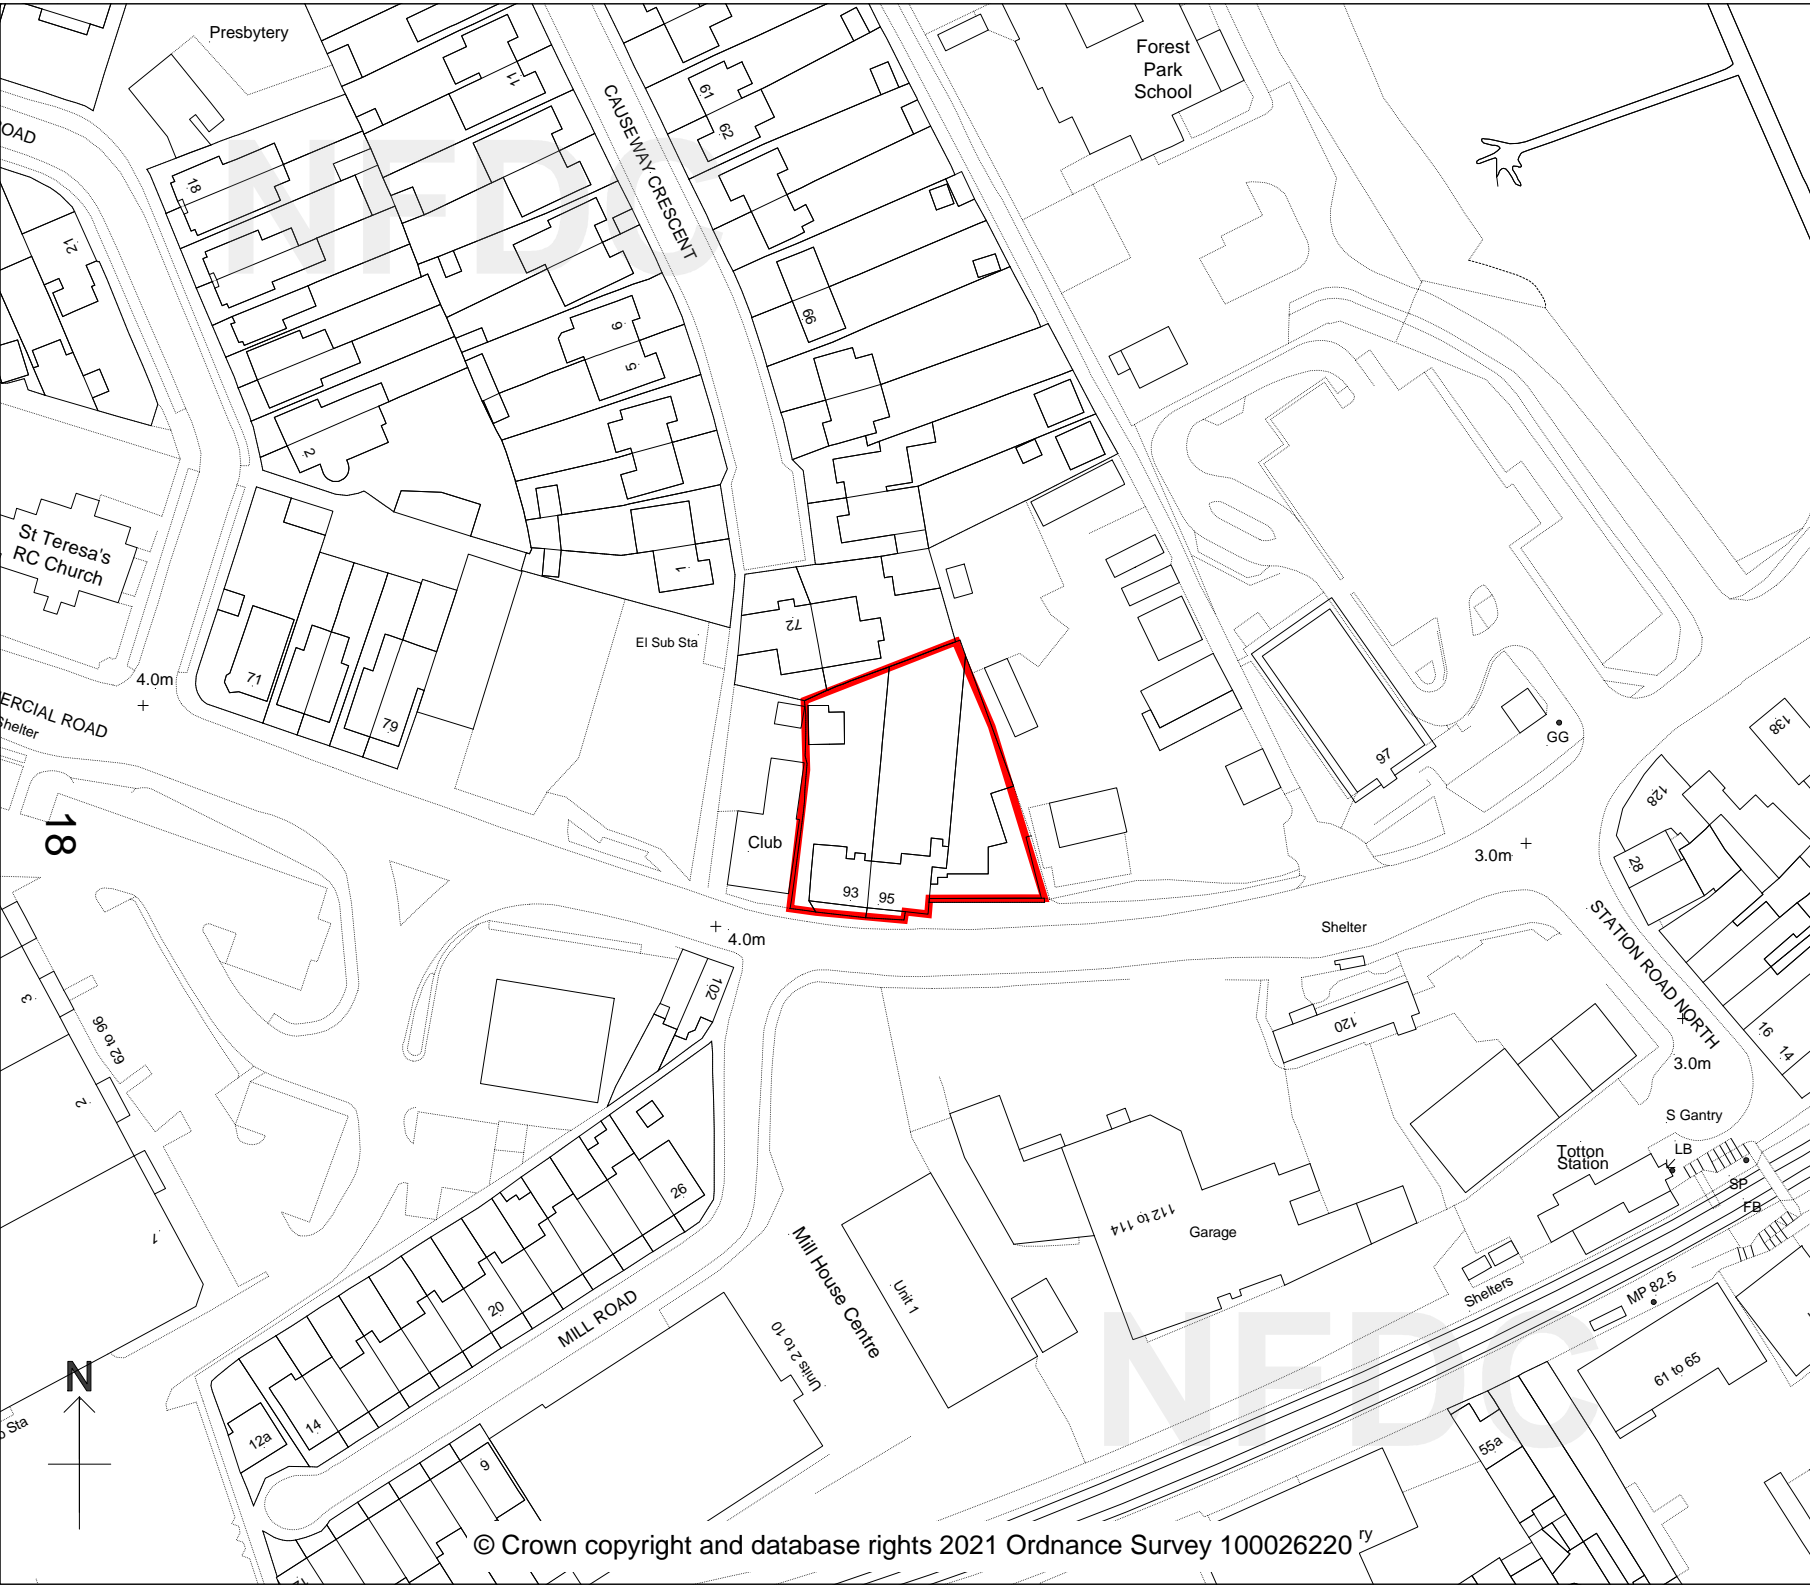 Presbytery
Forest
Park
School
11
61
62
CAUSEWAY CRESCENT
OAD
NFDC
18
21
66
6
5
2
St Teresa's
RC Church
1
El Sub Sta
72
71
79
4.0m
ERCIAL ROAD
Shelter
97
GG
138
128
28
18
Club
93
95
3.0m
4.0m
Shelter
STATION ROAD NORTH
102
120
16
14
3.0m
3
62 to 96
2
1
S Gantry
LB
Totton
Station
SP
FB
26
112 to 114
Garage
Mill House Centre
Unit 1
Shelters
MP 82.5
20
MILL ROAD
Units 2 to 10
NFDC
61 to 65
N
14
12a
9
55a
Sta
© Crown copyright and database rights 2021 Ordnance Survey 100026220
ry